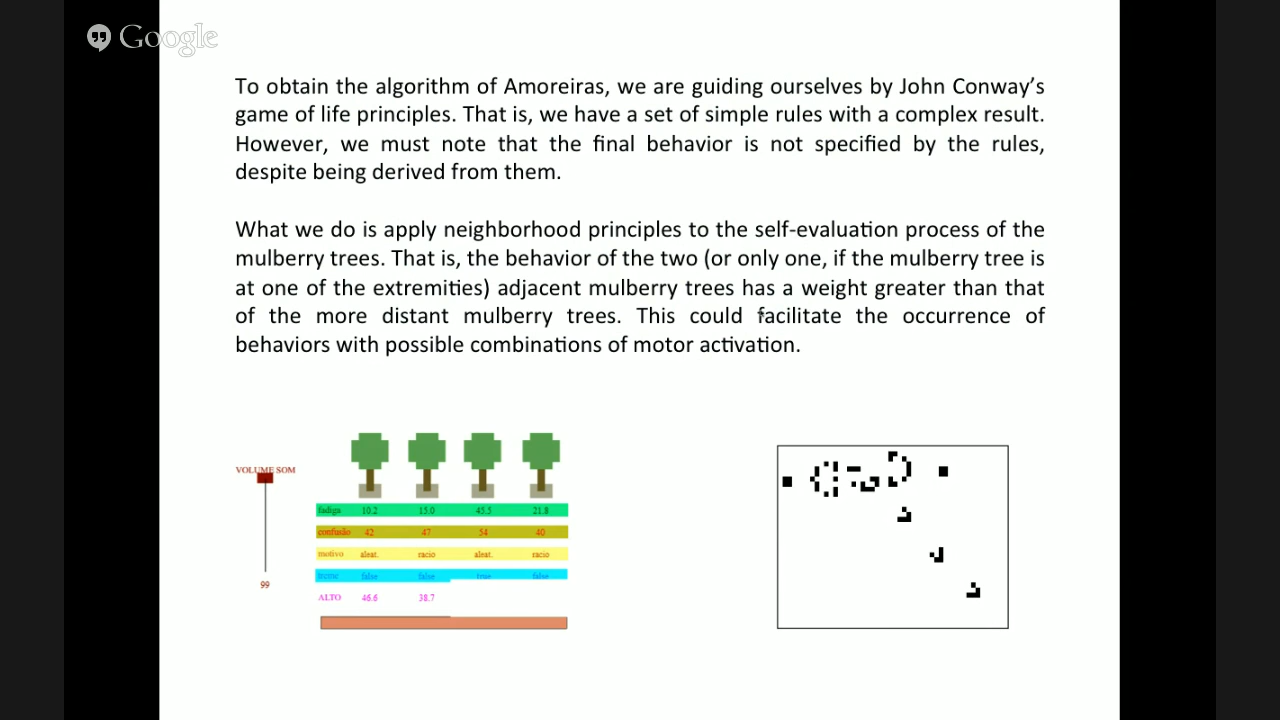 Google
To obtain the algorithm of Amoreiras, we are guiding ourselves by John Conway’s
game of life principles. That is, we have a set of simple rules with a complex result.
However, we must note that the final behavior is not specified by the rules,
despite being derived from them.
What we do is apply neighborhood principles to the self-evaluation process of the
mulberry trees. That is, the behavior of the two (or only one, if the mulberry tree is
at one of the extremities) adjacent mulberry trees has a weight greater than that
of the more distant mulberry trees. This could facilitate the occurrence of
behaviors with possible combinations of motor activation.
VOLUME SOM
99
fadiga 10.2 15.0 45.5 21.8
confusão 42 47 54 40
motivo aleat. racio aleat. racio
treme false false true false
ALTO 46.6 38.7